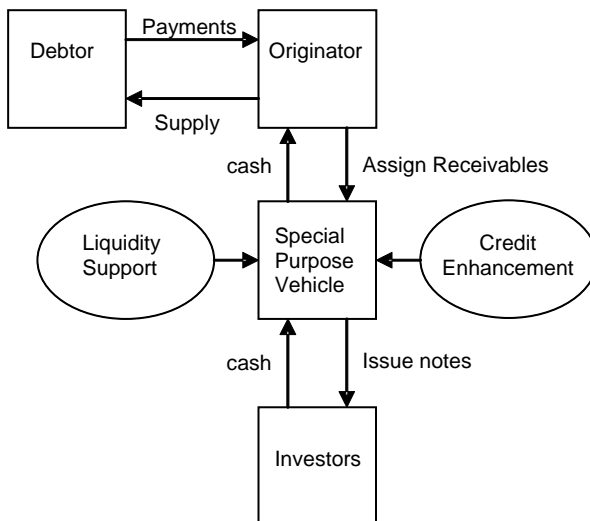 Payments
Debtor
Originator
Supply
cash
Assign Receivables
Liquidity
Support
Special
Purpose
Vehicle
Credit
Enhancement
cash
Issue notes
Investors